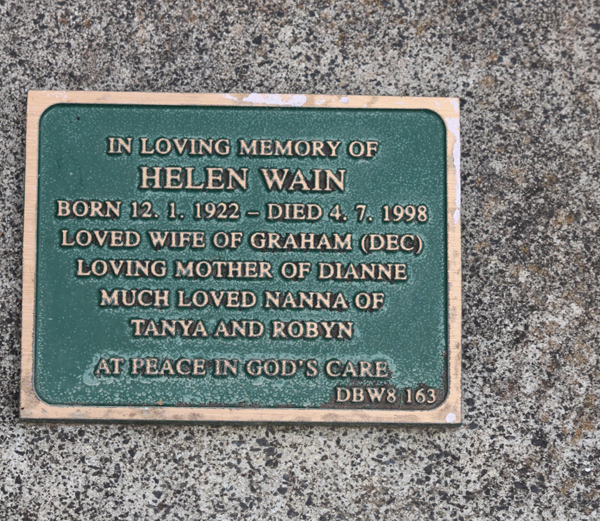 IN LOVING MEMORY OF
HELEN WAIN
BORN 12. 1. 1922 – DIED 4. 7. 1998
LOVED WIFE OF GRAHAM (DEC)
LOVING MOTHER OF DIANNE
MUCH LOVED NANNA OF
TANYA AND ROBYN
AT PEACE IN GOD'S CARE
DBW8 163